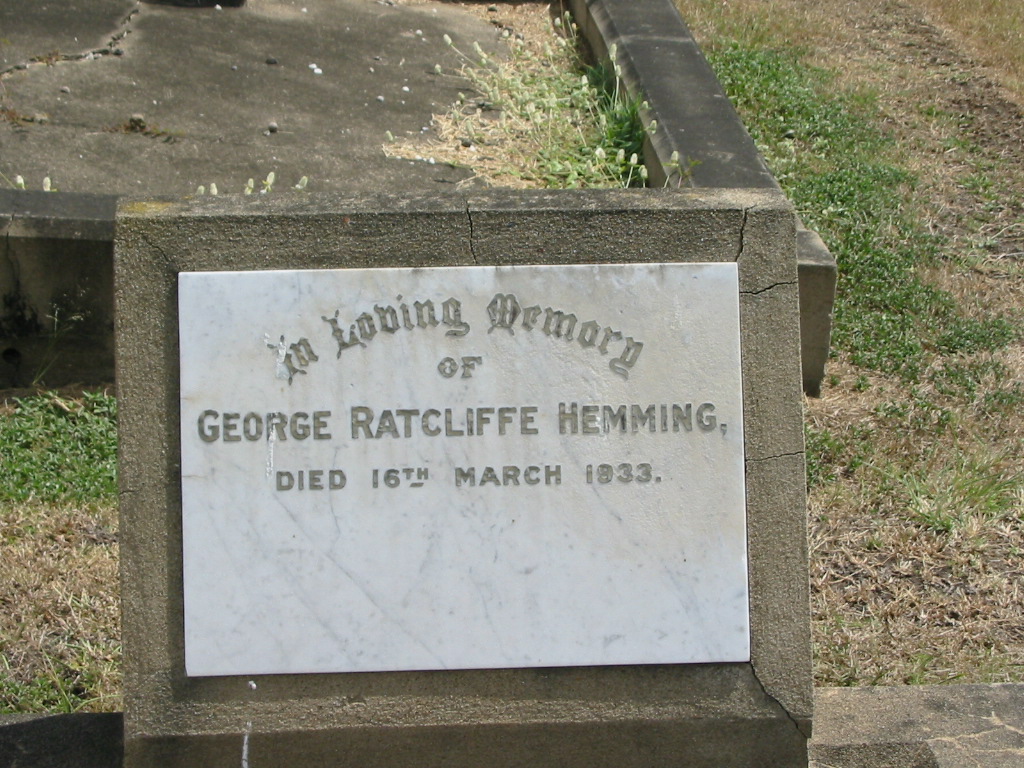 In Loving Memory
OF
GEORGE RATCLIFFE HEMMING,
DIED 16TH MARCH 1933.